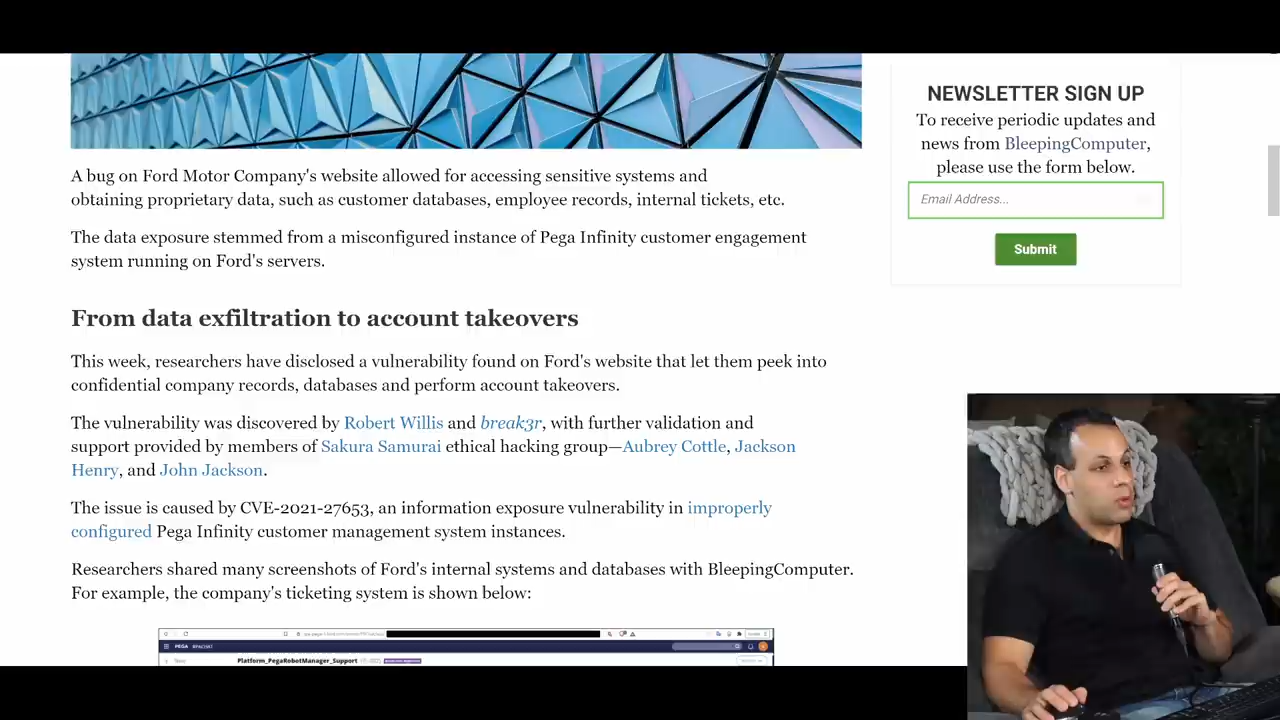 A bug on Ford Motor Company's website allowed for accessing sensitive systems and
obtaining proprietary data, such as customer databases, employee records, internal tickets, etc.
The data exposure stemmed from a misconfigured instance of Pega Infinity customer engagement
system running on Ford's servers.
From data exfiltration to account takeovers
This week, researchers have disclosed a vulnerability found on Ford's website that let them peek into
confidential company records, databases and perform account takeovers.
The vulnerability was discovered by Robert Willis and break3r, with further validation and
support provided by members of Sakura Samurai ethical hacking group—Aubrey Cottle, Jackson
Henry, and John Jackson.
The issue is caused by CVE-2021-27653, an information exposure vulnerability in improperly
configured Pega Infinity customer management system instances.
Researchers shared many screenshots of Ford's internal systems and databases with BleepingComputer.
For example, the company's ticketing system is shown below:
PEGA
Platform_PegaRobotManager_Support
NEWSLETTER SIGN UP
To receive periodic updates and
news from BleepingComputer,
please use the form below.
Email Address...
Submit